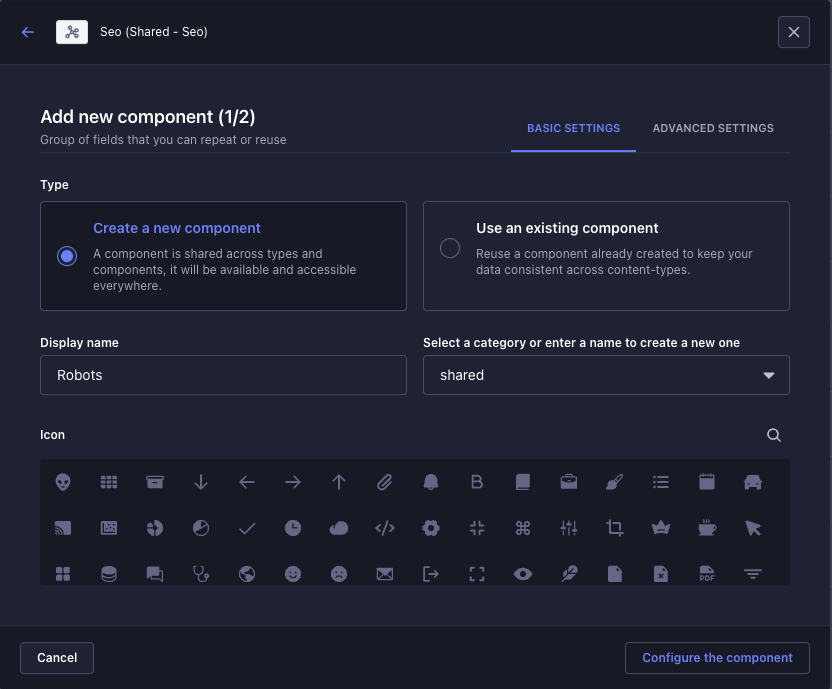 Seo (Shared - Seo)
Add new component (1/2)
Group of fields that you can repeat or reuse
BASIC SETTINGS
ADVANCED SETTINGS
Type
Create a new component
A component is shared across types and
components, it will be available and accessible
everywhere.
Use an existing component
Reuse a component already created to keep your
data consistent across content-types.
Display name
Robots
Select a category or enter a name to create a new one
shared
Icon
B
PDF
Cancel
Configure the component